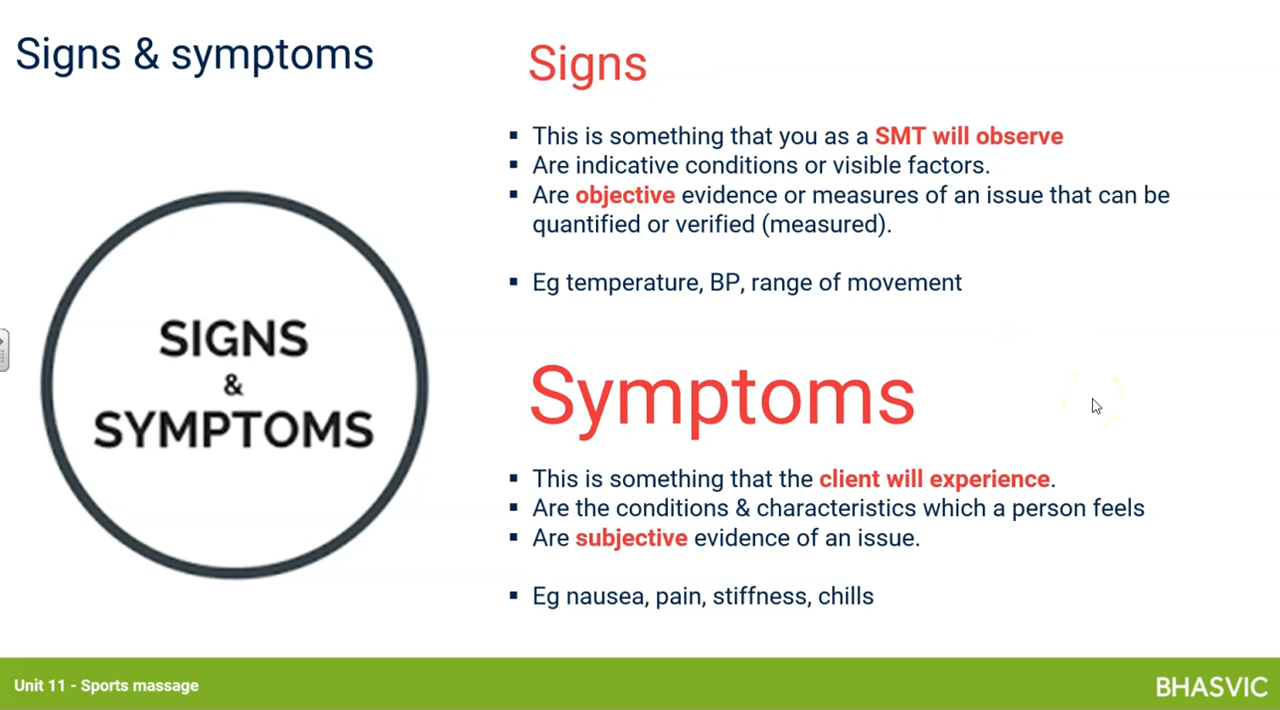 Signs & symptoms
SIGNS
&
SYMPTOMS
Signs
▪ This is something that you as a SMT will observe
▪ Are indicative conditions or visible factors.
▪ Are objective evidence or measures of an issue that can be
quantified or verified (measured).
▪ Eg temperature, BP, range of movement
Symptoms
▪ This is something that the client will experience.
▪ Are the conditions & characteristics which a person feels
▪ Are subjective evidence of an issue.
▪ Eg nausea, pain, stiffness, chills
Unit 11 - Sports massage
BHASVIC